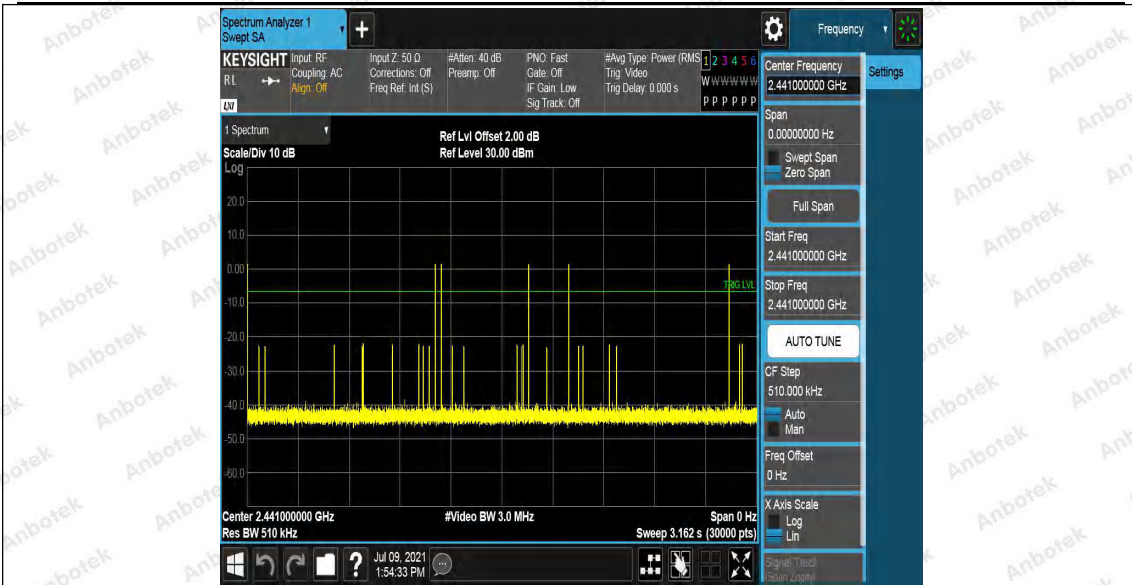 Spectrum Analyzer 1
Swept SA
+
Frequency
KEYSIGHT
RL
LXI
Input: RF
Coupling: AC
Align: Off
Input Z: 50 Ω
Corrections: Off
Freq Ref: Int (S)
#Atten: 40 dB
Preamp: Off
PNO: Fast
Gate: Off
IF Gain: Low
Sig Track: Off
#Avg Type: Power (RMS
Trig: Video
Trig Delay: 0.000 s
1 2 3 4 5 6
W W W W W W
P P P P P P
1 Spectrum
Scale/Div 10 dB
Ref Lvl Offset 2.00 dB
Ref Level 30.00 dBm
Log
20.0
10.0
0.00
-10.0
-20.0
-30.0
-40.0
-50.0
-60.0
TRIG LVL
Center 2.441000000 GHz
#Video BW 3.0 MHz
Span 0 Hz
Res BW 510 kHz
Sweep 3.162 s (30000 pts)
Jul 09, 2021
1:54:33 PM
?
Settings
Center Frequency
2.441000000 GHz
Span
0.00000000 Hz
Swept Span
Zero Span
Full Span
Start Freq
2.441000000 GHz
Stop Freq
2.441000000 GHz
AUTO TUNE
CF Step
510.000 kHz
Auto
Man
Freq Offset
0 Hz
X Axis Scale
Log
Lin
Signal Track
(Span Zoom)
Anbotek